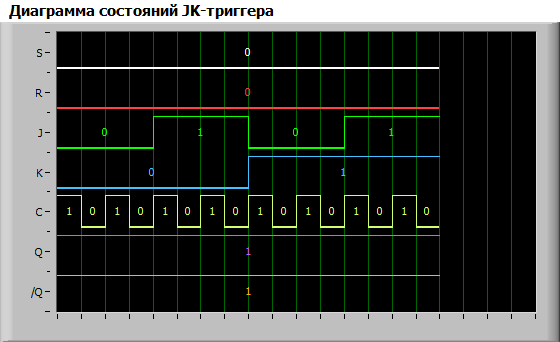 Диаграмма состояний JK-триггера
S 0
R 0
J 0 1 0 1
K 0 1
C 1 0 1 0 1 0 1 0 1 0 1 0 1 0 1 0
Q 1
/Q 1